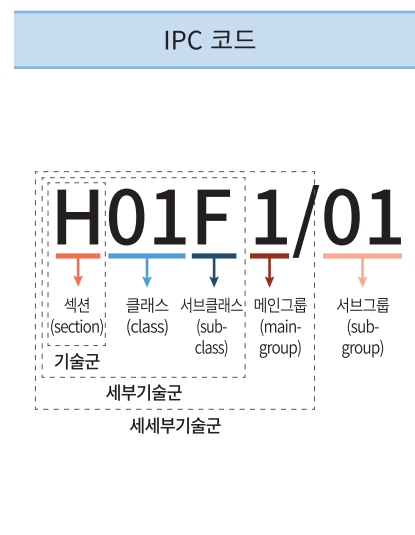 IPC 코드
H01F 1/01
섹션 클래스 서브클래스 메인그룹 서브그룹
(section) (class) (sub- (main- (sub-
class) group) group)
기술군
세부기술군
세세부기술군